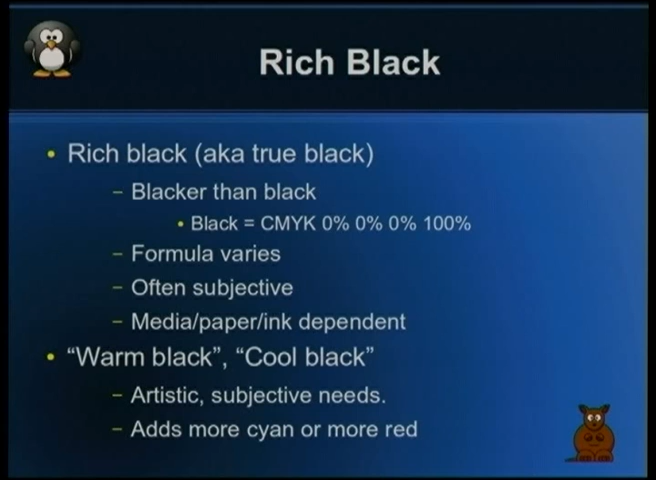 Rich Black
• Rich black (aka true black)
– Blacker than black
• Black = CMYK 0% 0% 0% 100%
– Formula varies
– Often subjective
– Media/paper/ink dependent
• “Warm black”, “Cool black”
– Artistic, subjective needs.
– Adds more cyan or more red